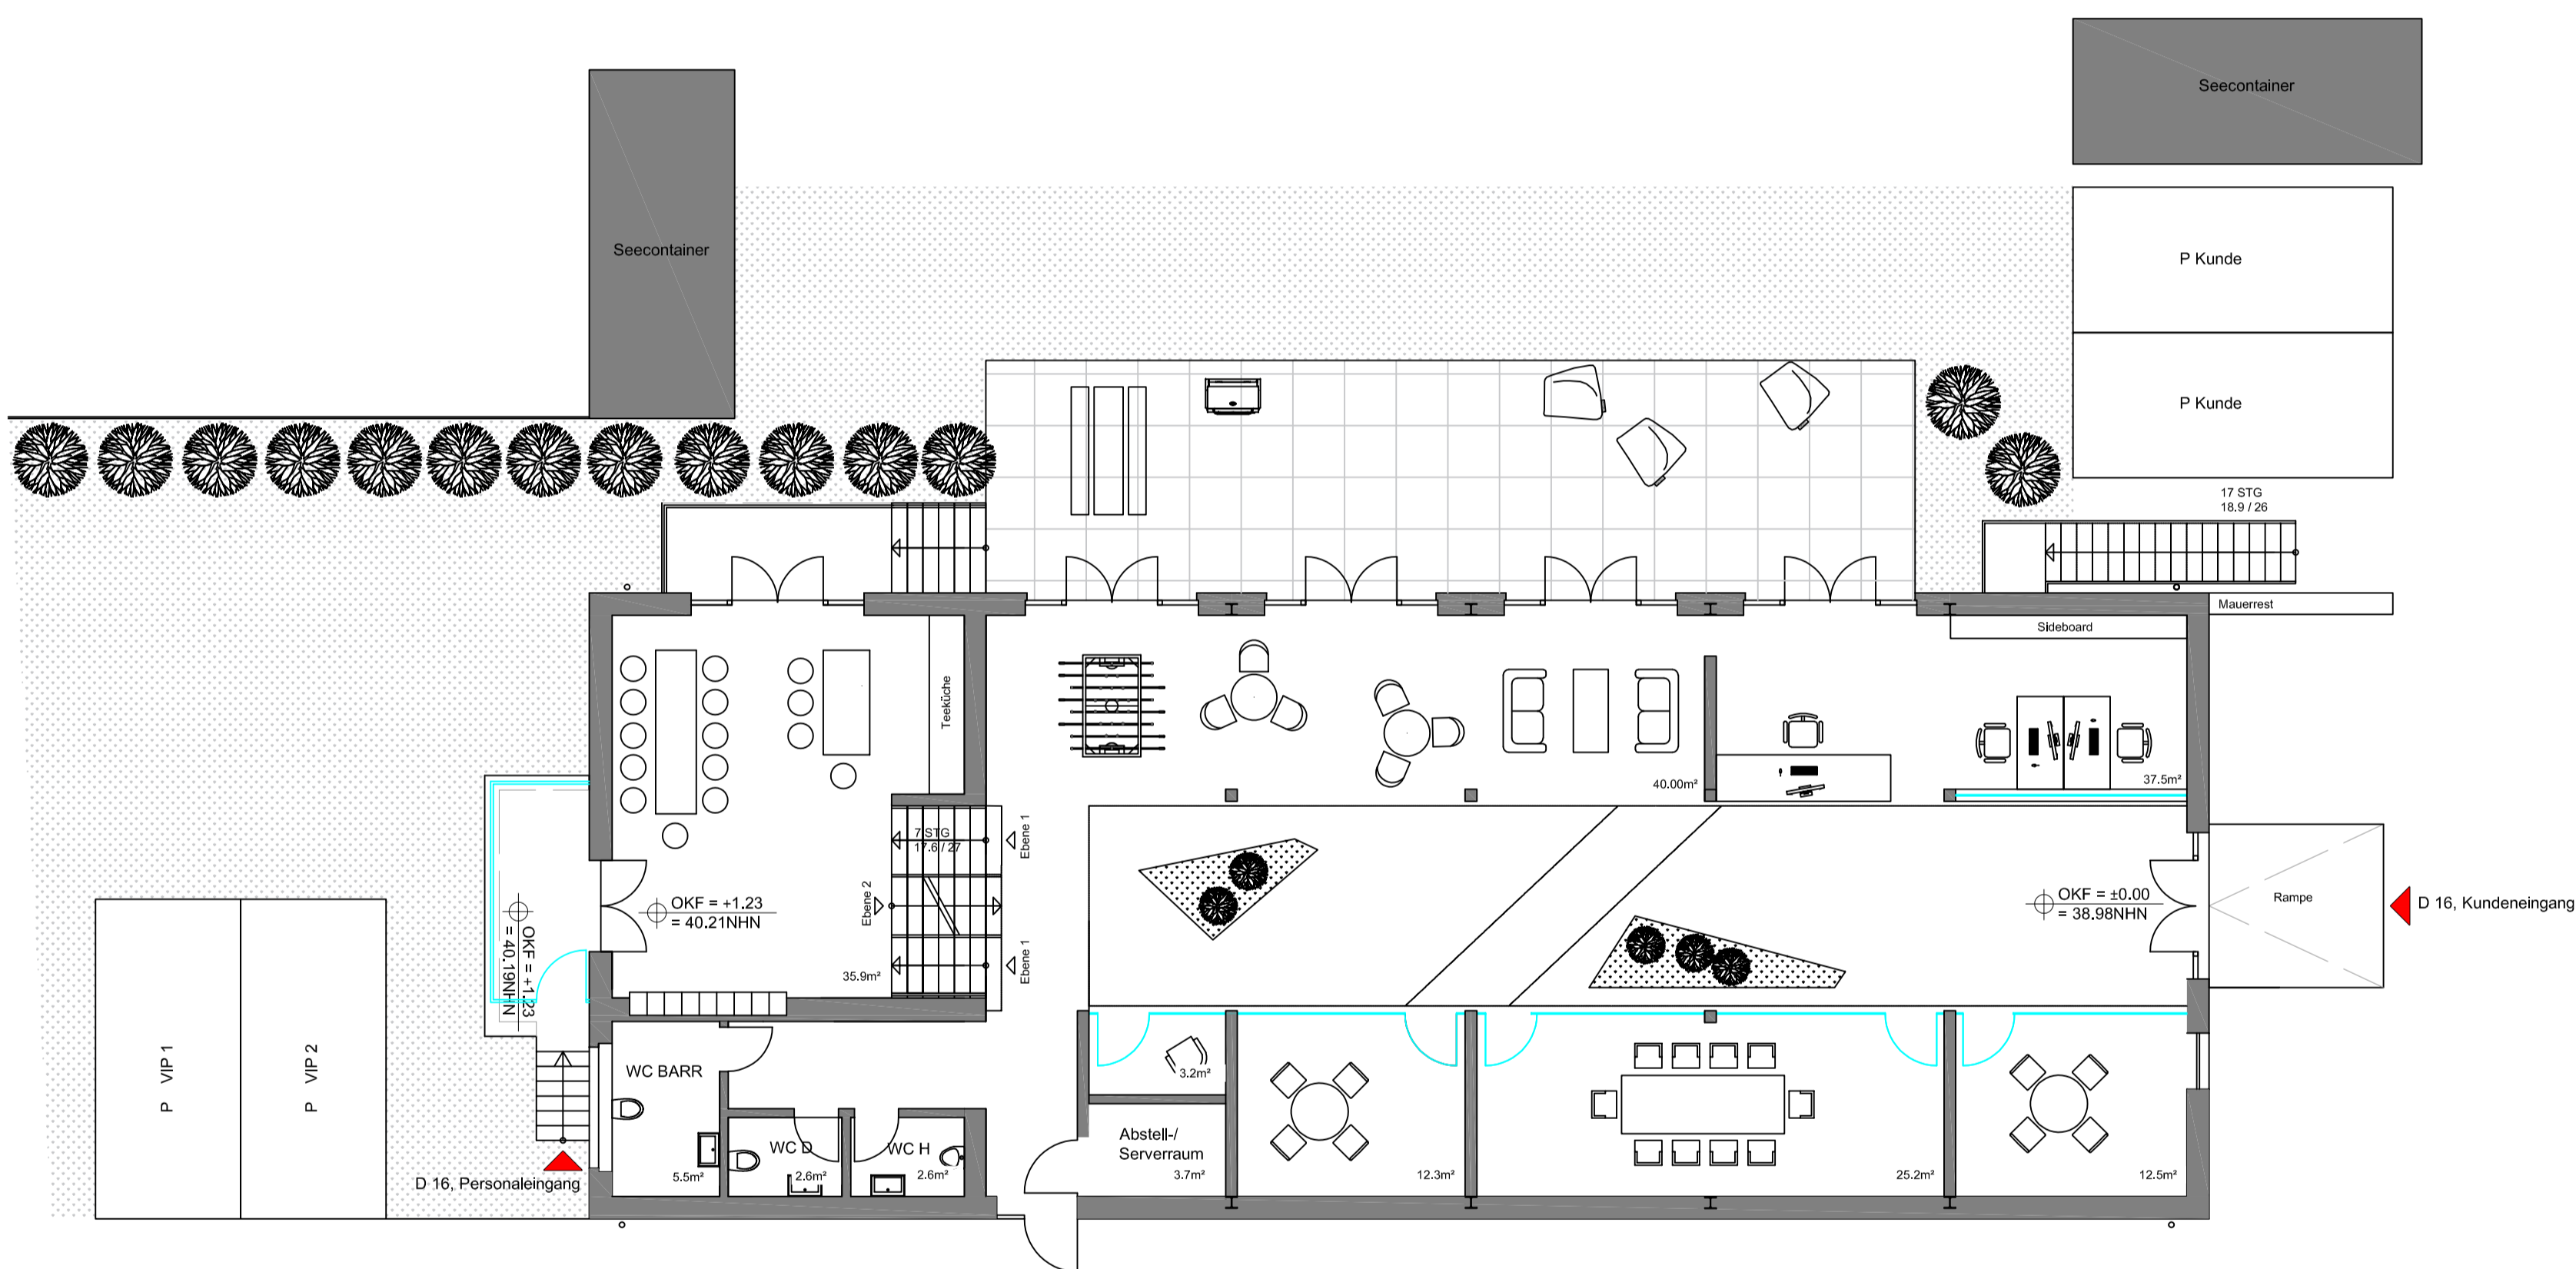 Seecontainer
Seecontainer
P Kunde
P Kunde
17 STG
18.9 / 26
Mauerrest
Sideboard
Teeküche
40.00m²
37.5m²
7 STG
17.6 / 27
Ebene 1
Ebene 2
Ebene 1
OKF = +1.23
= 40.21NHN
35.9m²
OKF = +1.23
= 40.19NHN
OKF = ±0.00
= 38.98NHN
Rampe
D 16, Kundeneingang
P VIP 1
P VIP 2
WC BARR
5.5m²
WC D
2.6m²
WC H
2.6m²
3.2m²
Abstell-/
Serverraum
3.7m²
12.3m²
25.2m²
12.5m²
D 16, Personaleingang